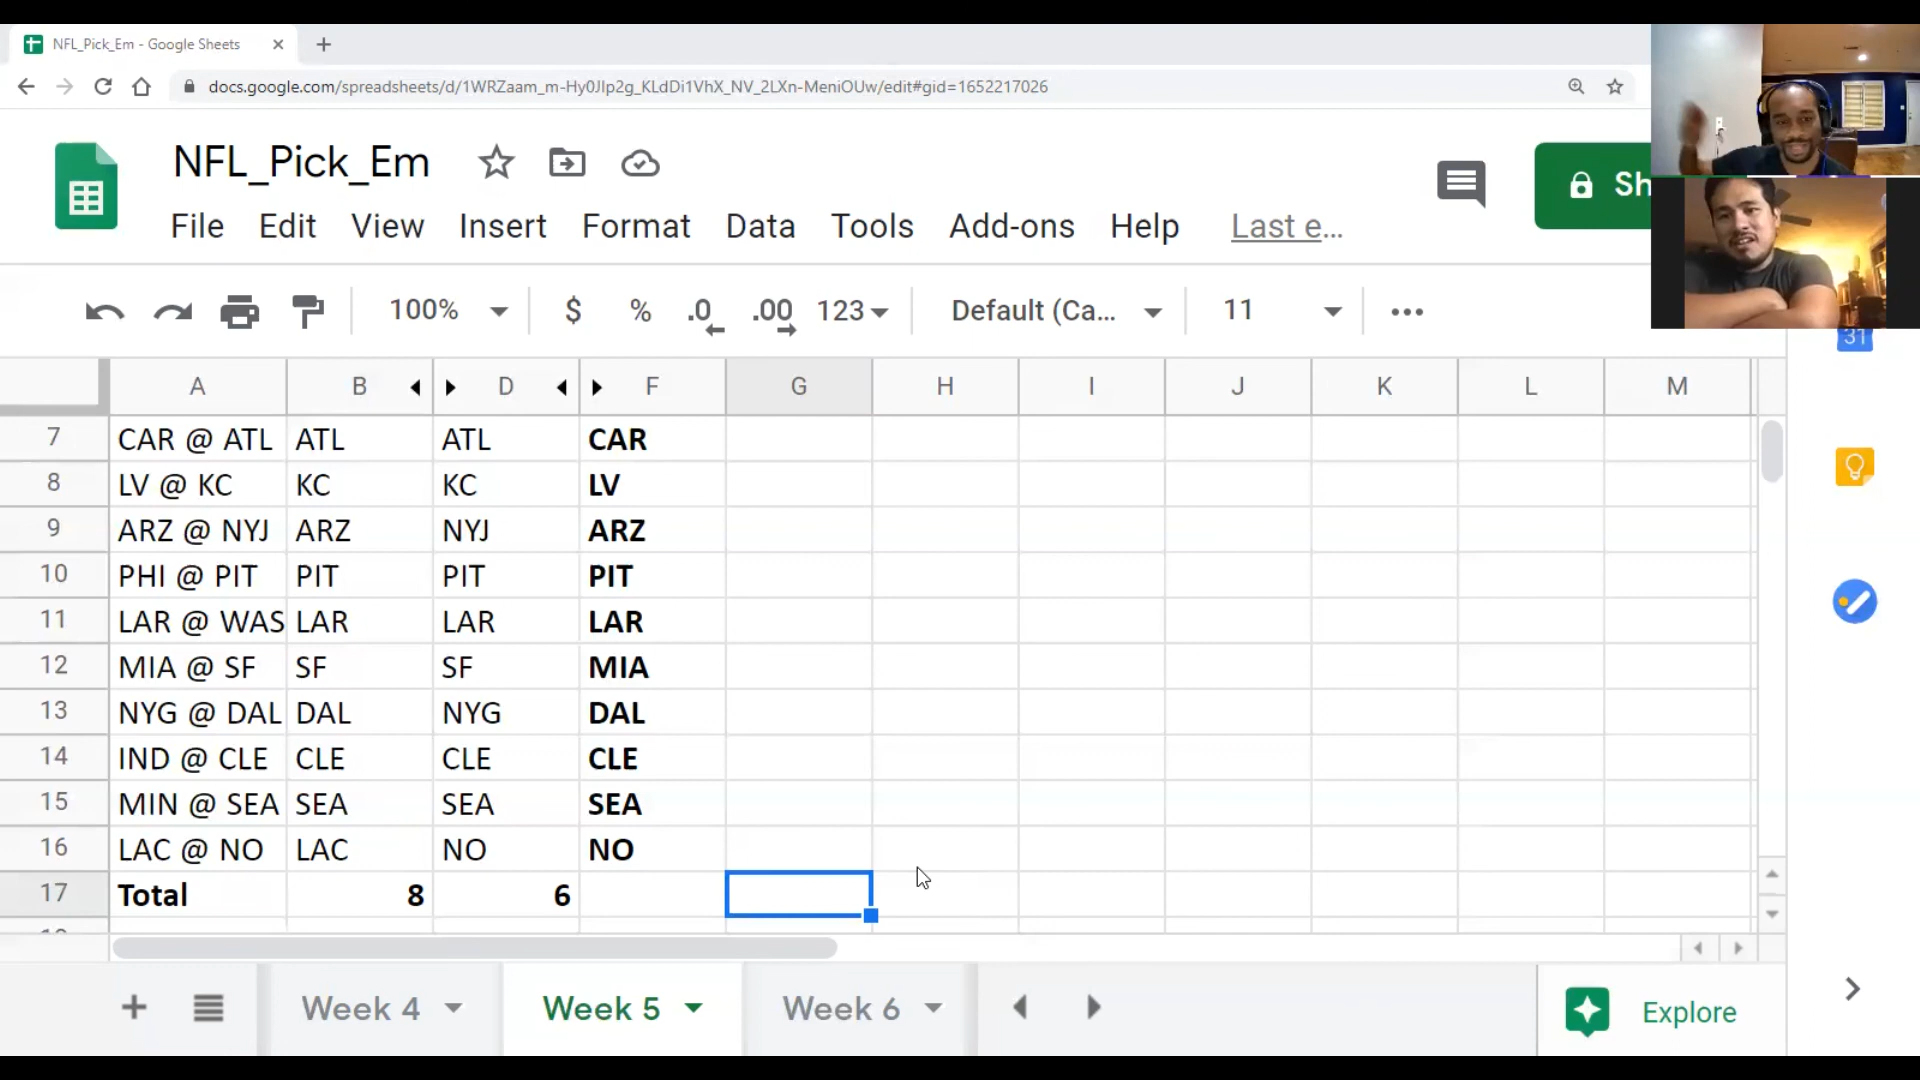 NFL_Pick_Em - Google Sheets
docs.google.com/spreadsheets/d/1WRZaam_m-Hy0JIp2g_KLdDi1VhX_NV_2LXn-MeniOUw/edit#gid=1652217026
NFL_Pick_Em
Sh
File Edit View Insert Format Data Tools Add-ons Help Last e...
100% $ % .0 .00 123 Default (Ca... 11
31
A B D F G H I J K L M
7 CAR @ ATL ATL ATL CAR
8 LV @ KC KC KC LV
9 ARZ @ NYJ ARZ NYJ ARZ
10 PHI @ PIT PIT PIT PIT
11 LAR @ WAS LAR LAR LAR
12 MIA @ SF SF SF MIA
13 NYG @ DAL DAL NYG DAL
14 IND @ CLE CLE CLE CLE
15 MIN @ SEA SEA SEA SEA
16 LAC @ NO LAC NO NO
17 Total 8 6
Week 4 Week 5 Week 6 Explore